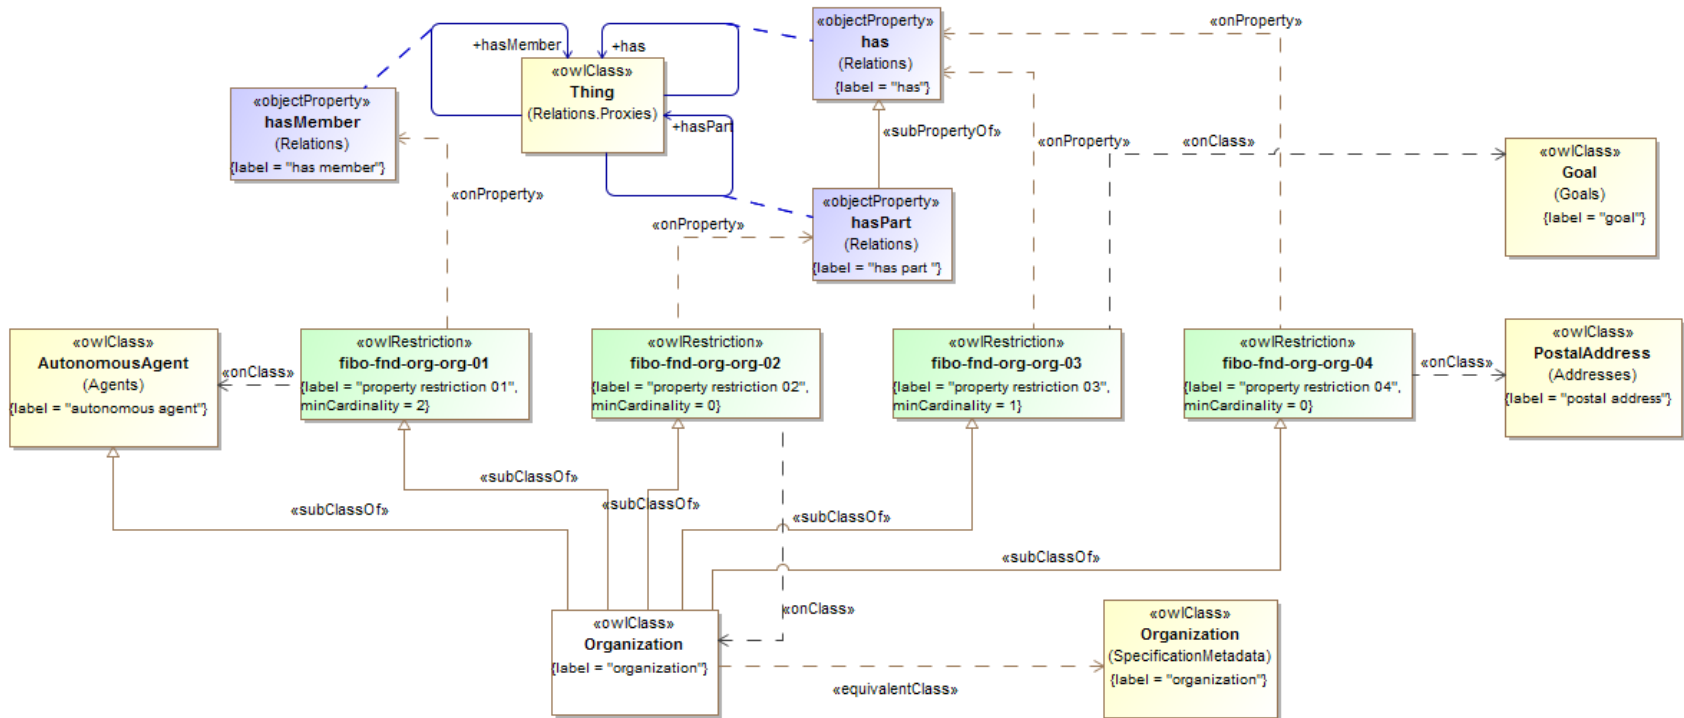 «objectProperty»
has
(Relations)
{label = "has"}
«onProperty»
+hasMember
+has
«owlClass»
Thing
(Relations.Proxies)
«objectProperty»
hasMember
(Relations)
{label = "has member"}
+hasPart
«subPropertyOf»
«onProperty»
«onClass»
«owlClass»
Goal
(Goals)
{label = "goal"}
«onProperty»
«objectProperty»
hasPart
(Relations)
{label = "has part "}
«onProperty»
«owlClass»
AutonomousAgent
(Agents)
{label = "autonomous agent"}
«onClass»
«owlRestriction»
fibo-fnd-org-org-01
{label = "property restriction 01",
minCardinality = 2}
«owlRestriction»
fibo-fnd-org-org-02
{label = "property restriction 02",
minCardinality = 0}
«owlRestriction»
fibo-fnd-org-org-03
{label = "property restriction 03",
minCardinality = 1}
«owlRestriction»
fibo-fnd-org-org-04
{label = "property restriction 04",
minCardinality = 0}
«onClass»
«owlClass»
PostalAddress
(Addresses)
{label = "postal address"}
«subClassOf»
«subClassOf»
«subClassOf»
«subClassOf»
«subClassOf»
«onClass»
«owlClass»
Organization
{label = "organization"}
«equivalentClass»
«owlClass»
Organization
(SpecificationMetadata)
{label = "organization"}